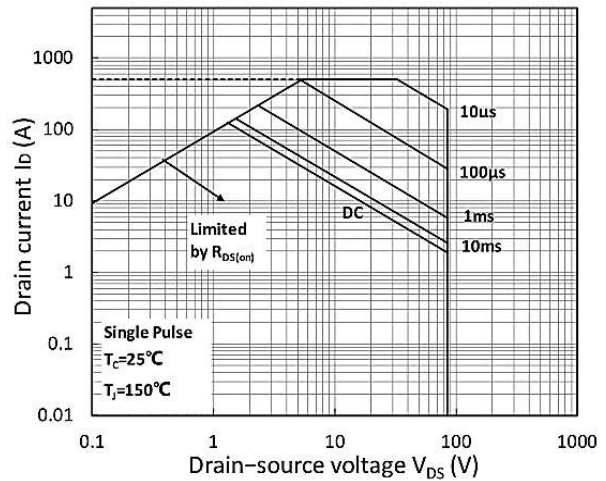 Drain current ID (A)
1000
100
10
1
0.1
0.01
10us
100µs
1ms
10ms
DC
Limited
by RDS(on)
Single Pulse
TC=25℃
TJ=150℃
0.1
1
10
100
1000
Drain−source voltage VDS (V)